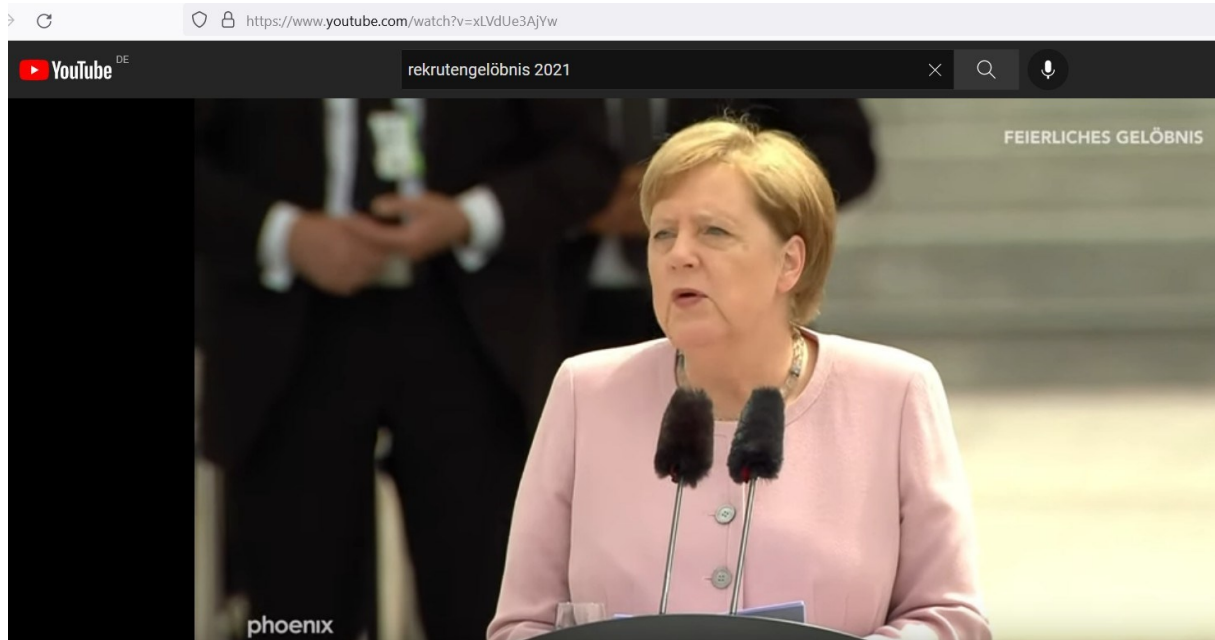 https://www.youtube.com/watch?v=xLVdUe3AjYw
YouTube DE
rekrutengelöbnis 2021
FEIERLICHES GELÖBNIS
phoenix